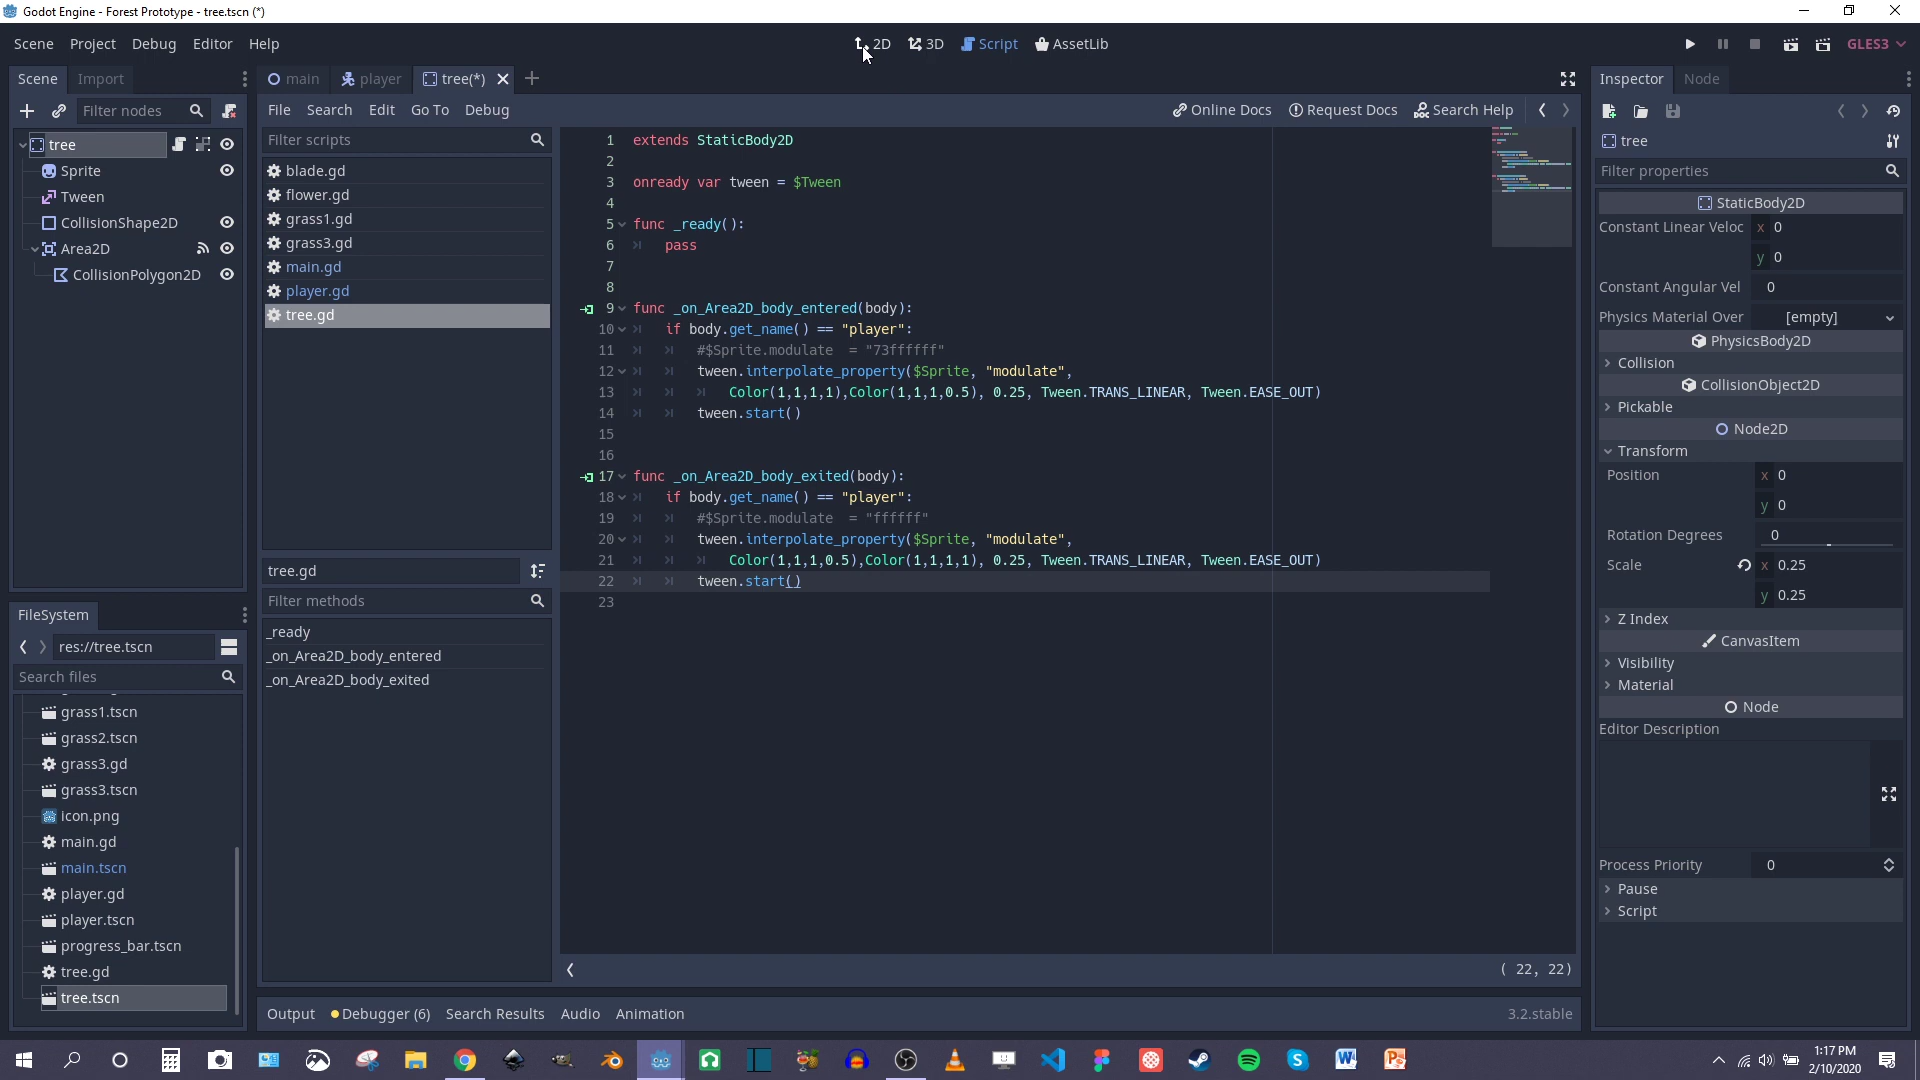 Godot Engine - Forest Prototype - tree.tscn (*)
Scene Project Debug Editor Help
2D 3D Script AssetLib
GLES3
Scene Import
Filter nodes
tree
Sprite
Tween
CollisionShape2D
Area2D
CollisionPolygon2D
FileSystem
res://tree.tscn
Search files
grass1.tscn
grass2.tscn
grass3.gd
grass3.tscn
icon.png
main.gd
main.tscn
player.gd
player.tscn
progress_bar.tscn
tree.gd
tree.tscn
main player tree(*)
File Search Edit Go To Debug
Online Docs Request Docs Search Help
Filter scripts
blade.gd
flower.gd
grass1.gd
grass3.gd
main.gd
player.gd
tree.gd
tree.gd
Filter methods
_ready
_on_Area2D_body_entered
_on_Area2D_body_exited
1 extends StaticBody2D
2
3 onready var tween = $Tween
4
5 func _ready():
6 pass
7
8
9 func _on_Area2D_body_entered(body):
10 if body.get_name() == "player":
11 #$Sprite.modulate  = "73ffffff"
12 tween.interpolate_property($Sprite, "modulate",
13 Color(1,1,1,1),Color(1,1,1,0.5), 0.25, Tween.TRANS_LINEAR, Tween.EASE_OUT)
14 tween.start()
15
16
17 func _on_Area2D_body_exited(body):
18 if body.get_name() == "player":
19 #$Sprite.modulate  = "ffffff"
20 tween.interpolate_property($Sprite, "modulate",
21 Color(1,1,1,0.5),Color(1,1,1,1), 0.25, Tween.TRANS_LINEAR, Tween.EASE_OUT)
22 tween.start()
23
( 22, 22)
Output Debugger (6) Search Results Audio Animation
3.2.stable
Inspector Node
tree
Filter properties
StaticBody2D
Constant Linear Veloc x 0
y 0
Constant Angular Vel 0
Physics Material Over [empty]
PhysicsBody2D
Collision
CollisionObject2D
Pickable
Node2D
Transform
Position x 0
y 0
Rotation Degrees 0
Scale x 0.25
y 0.25
Z Index
CanvasItem
Visibility
Material
Node
Editor Description
Process Priority 0
Pause
Script
1:17 PM
2/10/2020